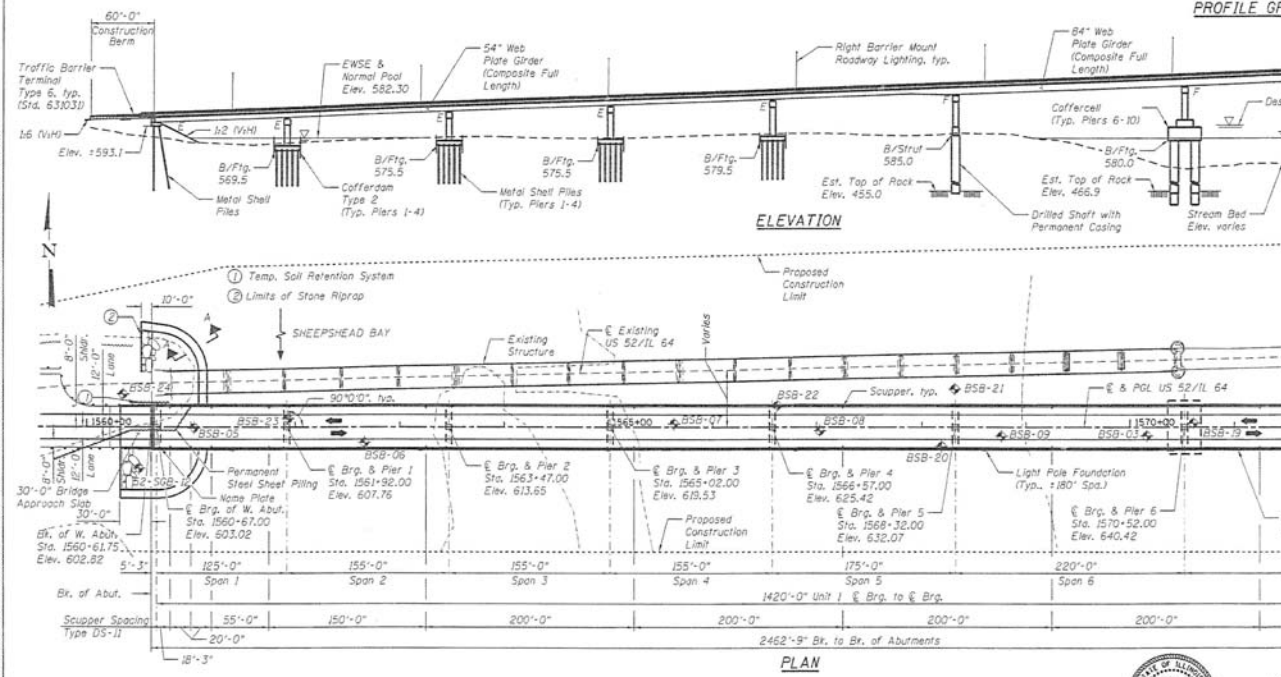 PROFILE GR
60'-0"
Construction
Berm
Traffic Barrier
Terminal
Type 6, typ.
(Std. 631031)
1:6 (V:H)
Elev. ±593.1
1:2 (V:H)
Metal Shell
Piles
EWSE &
Normal Pool
Elev. 582.30
54" Web
Plate Girder
(Composite Full
Length)
Right Barrier Mount
Roadway Lighting, typ.
84" Web
Plate Girder
(Composite Full
Length)
Coffercell
(Typ. Piers 6-10)
Des
E
E
E
E
E
F
F
B/Ftg.
569.5
Cofferdam
Type 2
(Typ. Piers 1-4)
B/Ftg.
575.5
Metal Shell Piles
(Typ. Piers 1-4)
B/Ftg.
575.5
B/Ftg.
579.5
B/Strut
585.0
B/Ftg.
580.0
Est. Top of Rock
Elev. 455.0
Est. Top of Rock
Elev. 466.9
Drilled Shaft with
Permanent Casing
Stream Bed
Elev. varies
ELEVATION
N
① Temp. Soil Retention System
② Limits of Stone Riprap
Proposed
Construction
Limit
10'-0"
②
A
SHEEPSHEAD BAY
Existing
Structure
℄ Existing
US 52/IL 64
Varies
8'-0"
Shldr.
12'-0"
Lane
BSB-24
①
90°0'0", typ.
BSB-22
BSB-21
Scupper, typ.
℄ & PGL US 52/IL 64
1560+00
BSB-05
BSB-23
BSB-06
1565+00
BSB-07
BSB-08
BSB-20
BSB-09
BSB-03
1570+00
BSB-19
8'-0"
Shldr.
12'-0"
Lane
B2-SGB-12
Permanent
Steel Sheet Piling
Name Plate
30'-0" Bridge
Approach Slab
30'-0"
℄ Brg. of W. Abut.
Sta. 1560+67.00
Elev. 603.02
Bk. of W. Abut.
Sta. 1560+61.75
Elev. 602.82
℄ Brg. & Pier 1
Sta. 1561+92.00
Elev. 607.76
℄ Brg. & Pier 2
Sta. 1563+47.00
Elev. 613.65
℄ Brg. & Pier 3
Sta. 1565+02.00
Elev. 619.53
℄ Brg. & Pier 4
Sta. 1566+57.00
Elev. 625.42
℄ Brg. & Pier 5
Sta. 1568+32.00
Elev. 632.07
℄ Brg. & Pier 6
Sta. 1570+52.00
Elev. 640.42
Light Pole Foundation
(Typ., ±180' Spa.)
Proposed
Construction
Limit
5'-3"
125'-0"
155'-0"
155'-0"
155'-0"
175'-0"
220'-0"
Span 1
Span 2
Span 3
Span 4
Span 5
Span 6
Bk. of Abut.
1420'-0" Unit 1 ℄ Brg. to ℄ Brg.
Scupper Spacing
Type DS-11
55'-0"
150'-0"
200'-0"
200'-0"
200'-0"
200'-0"
20'-0"
18'-3"
2462'-9" Bk. to Bk. of Abutments
PLAN